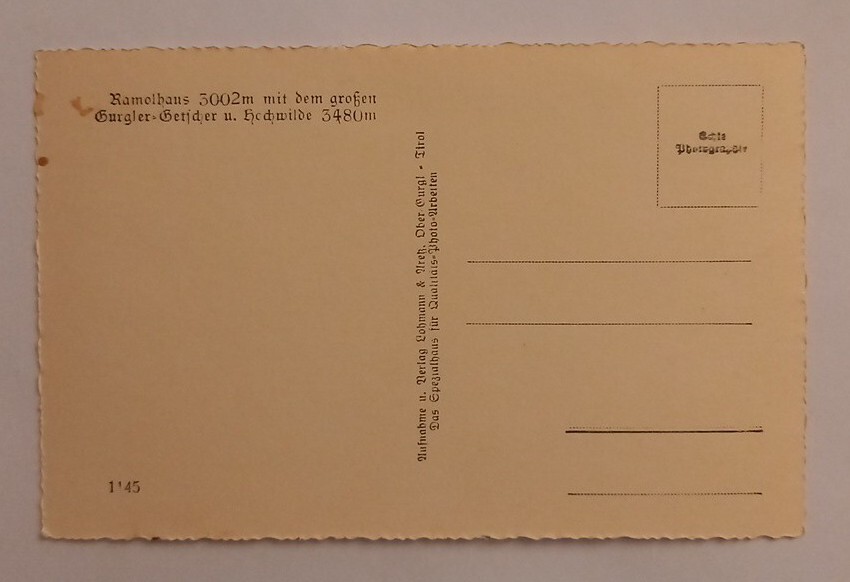 Ramolhaus 3002m mit dem großen
Gurgler-Getscher u. Hochwilde 3480m
Echte
Photographie
Aufnahme u. Verlag Lohmann & Aretz, Ober-Gurgl - Tirol
Das Spezialhaus für Qualitäts-Photo-Arbeiten
1145